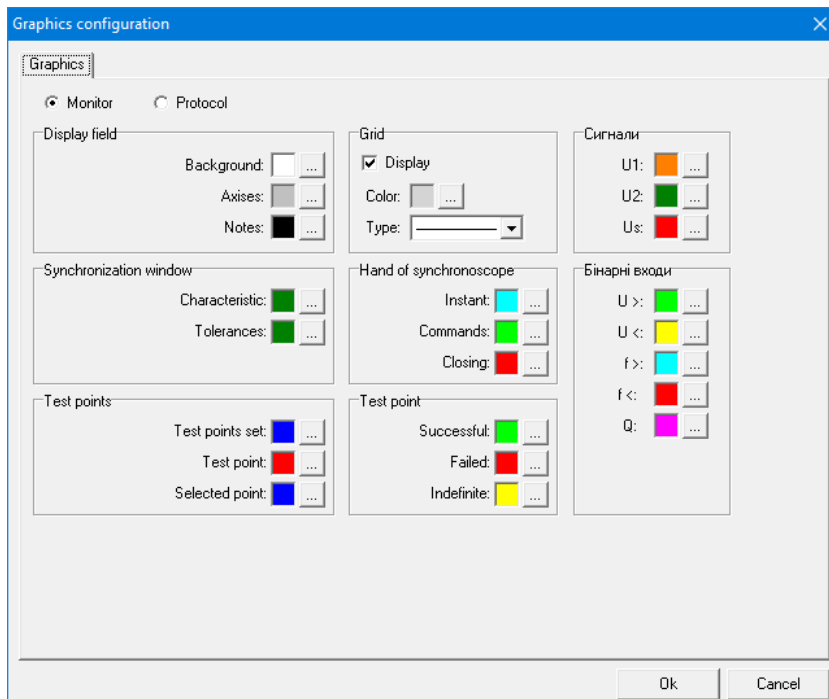 Graphics configuration
Graphics
Monitor
Protocol
Display field
Background:
...
Axises:
...
Notes:
...
Grid
Display
Color:
...
Type:
Сигнали
U1:
...
U2:
...
Us:
...
Synchronization window
Characteristic:
...
Tolerances:
...
Hand of synchronoscope
Instant:
...
Commands:
...
Closing:
...
Бінарні входи
U >:
...
U <:
...
f >:
...
f <:
...
Q:
...
Test points
Test points set:
...
Test point:
...
Selected point:
...
Test point
Successful:
...
Failed:
...
Indefinite:
...
Ok
Cancel